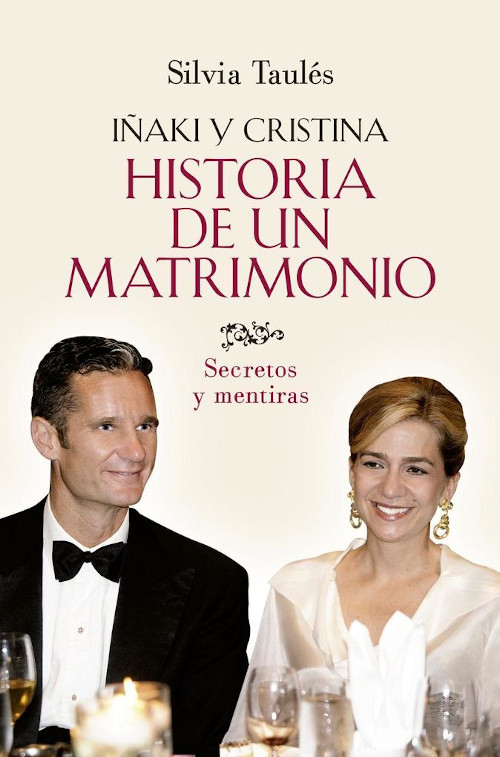 Silvia Taulés
IÑAKI Y CRISTINA
HISTORIA
DE UN
MATRIMONIO
Secretos
y mentiras